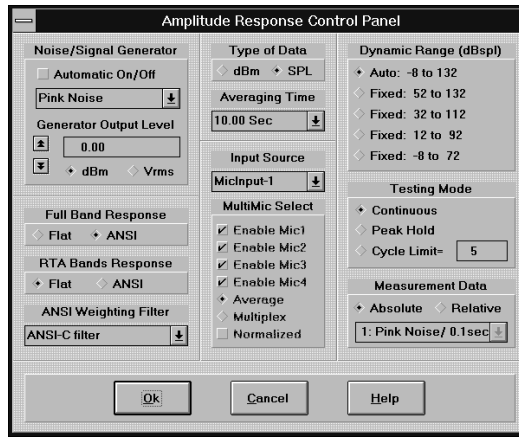 Amplitude Response Control Panel
Noise/Signal Generator
Automatic On/Off
Pink Noise
Generator Output Level
0.00
dBm Vrms
Full Band Response
Flat ANSI
RTA Bands Response
Flat ANSI
ANSI Weighting Filter
ANSI-C filter
Type of Data
dBm SPL
Averaging Time
10.00 Sec
Input Source
MicInput-1
MultiMic Select
Enable Mic1
Enable Mic2
Enable Mic3
Enable Mic4
Average
Multiplex
Normalized
Dynamic Range (dBspl)
Auto: -8 to 132
Fixed: 52 to 132
Fixed: 32 to 112
Fixed: 12 to 92
Fixed: -8 to 72
Testing Mode
Continuous
Peak Hold
Cycle Limit= 5
Measurement Data
Absolute Relative
1: Pink Noise/ 0.1sec
Ok Cancel Help